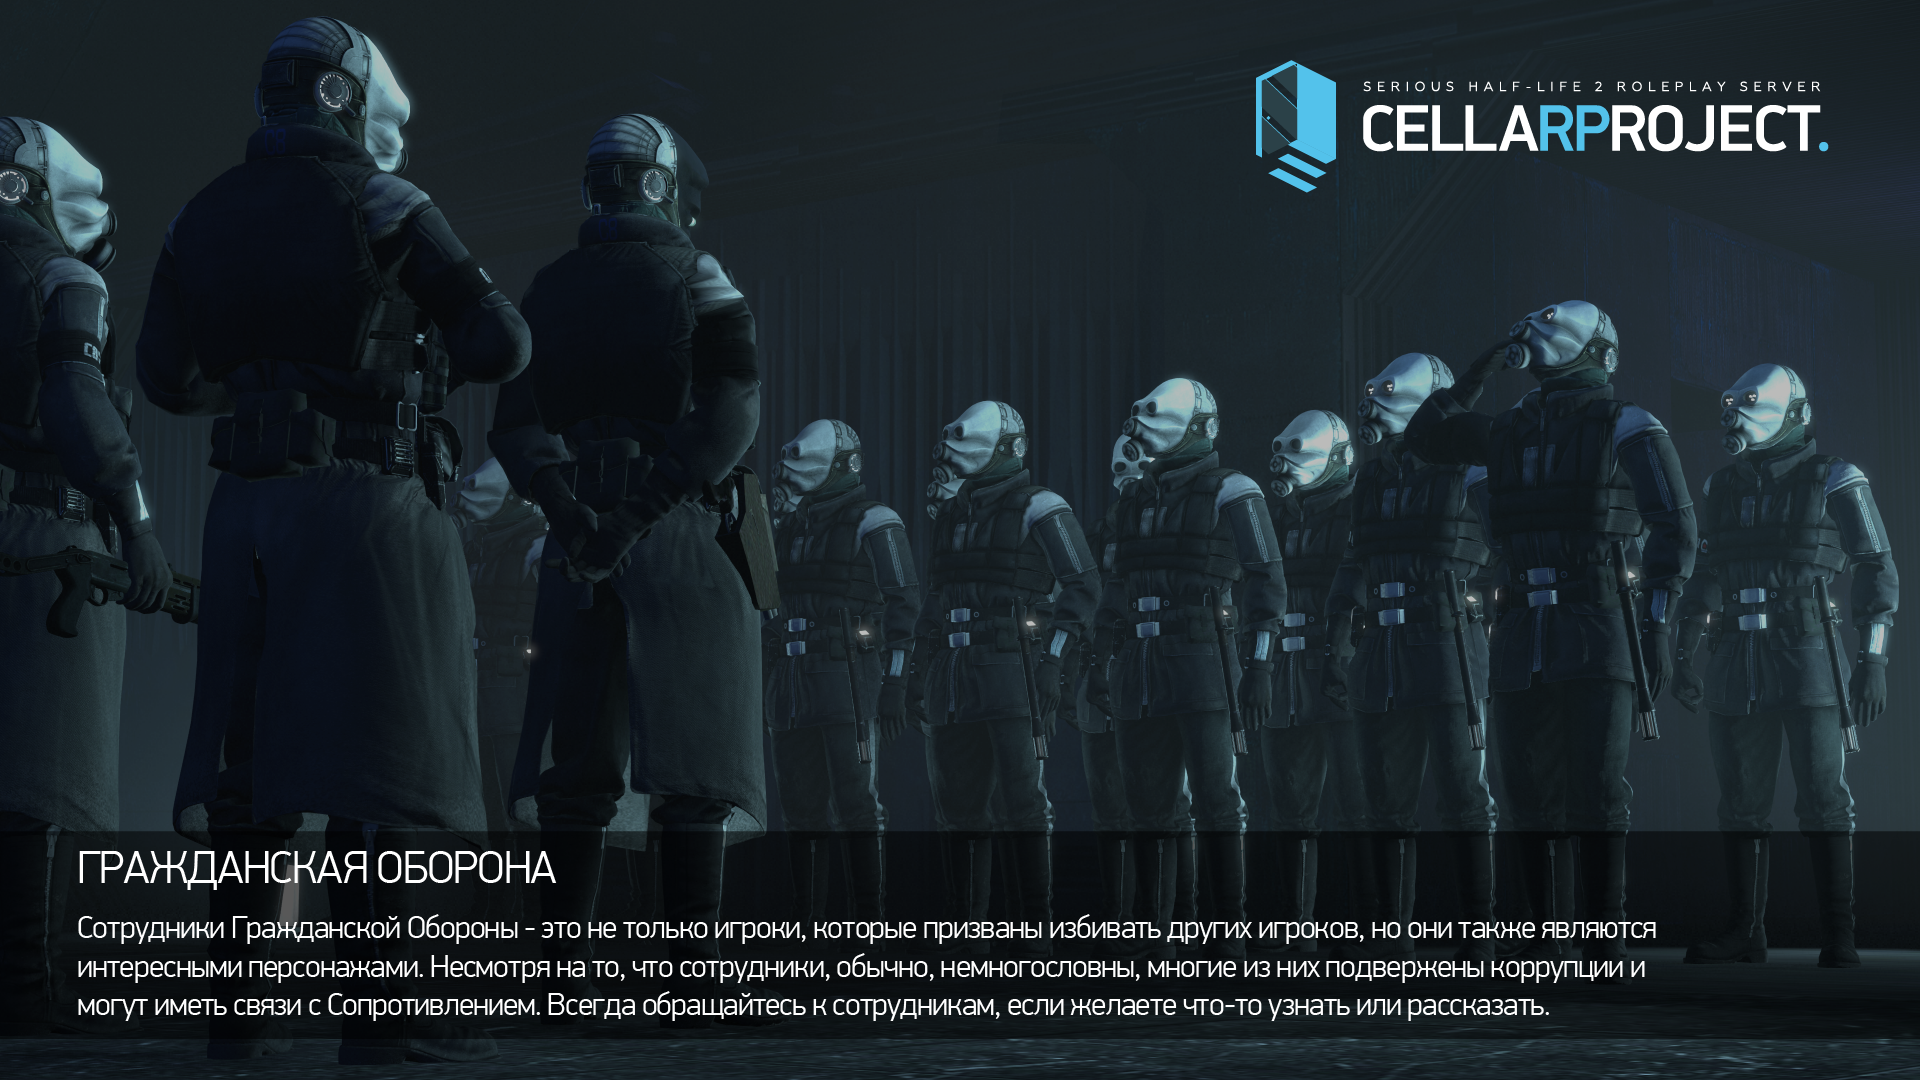 SERIOUS HALF-LIFE 2 ROLEPLAY SERVER
CELLARPROJECT.
ГРАЖДАНСКАЯ ОБОРОНА
Сотрудники Гражданской Обороны - это не только игроки, которые призваны избивать других игроков, но они также являются
интересными персонажами. Несмотря на то, что сотрудники, обычно, немногословны, многие из них подвержены коррупции и
могут иметь связи с Сопротивлением. Всегда обращайтесь к сотрудникам, если желаете что-то узнать или рассказать.